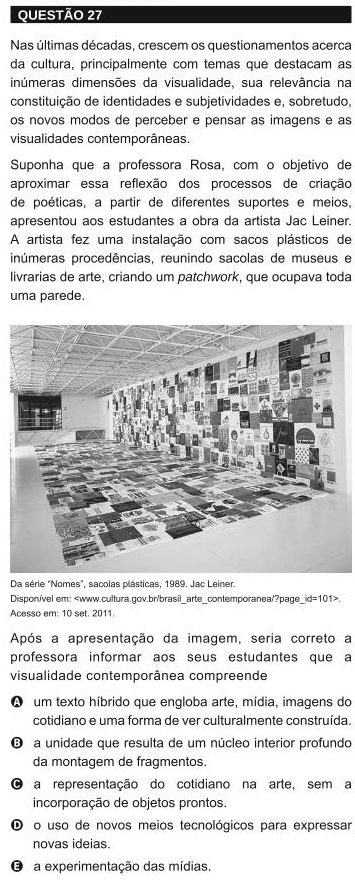 QUESTÃO 27
Nas últimas décadas, crescem os questionamentos acerca
da cultura, principalmente com temas que destacam as
inúmeras dimensões da visualidade, sua relevância na
constituição de identidades e subjetividades e, sobretudo,
os novos modos de perceber e pensar as imagens e as
visualidades contemporâneas.
Suponha que a professora Rosa, com o objetivo de
aproximar essa reflexão dos processos de criação
de poéticas, a partir de diferentes suportes e meios,
apresentou aos estudantes a obra da artista Jac Leiner.
A artista fez uma instalação com sacos plásticos de
inúmeras procedências, reunindo sacolas de museus e
livrarias de arte, criando um patchwork, que ocupava toda
uma parede.
Da série "Nomes", sacolas plásticas, 1989. Jac Leiner.
Disponível em: <www.cultura.gov.br/brasil_arte_contemporanea/?page_id=101>.
Acesso em: 10 set. 2011.
Após a apresentação da imagem, seria correto a
professora informar aos seus estudantes que a
visualidade contemporânea compreende
A um texto híbrido que engloba arte, mídia, imagens do
cotidiano e uma forma de ver culturalmente construída.
B a unidade que resulta de um núcleo interior profundo
da montagem de fragmentos.
C a representação do cotidiano na arte, sem a
incorporação de objetos prontos.
D o uso de novos meios tecnológicos para expressar
novas ideias.
E a experimentação das mídias.